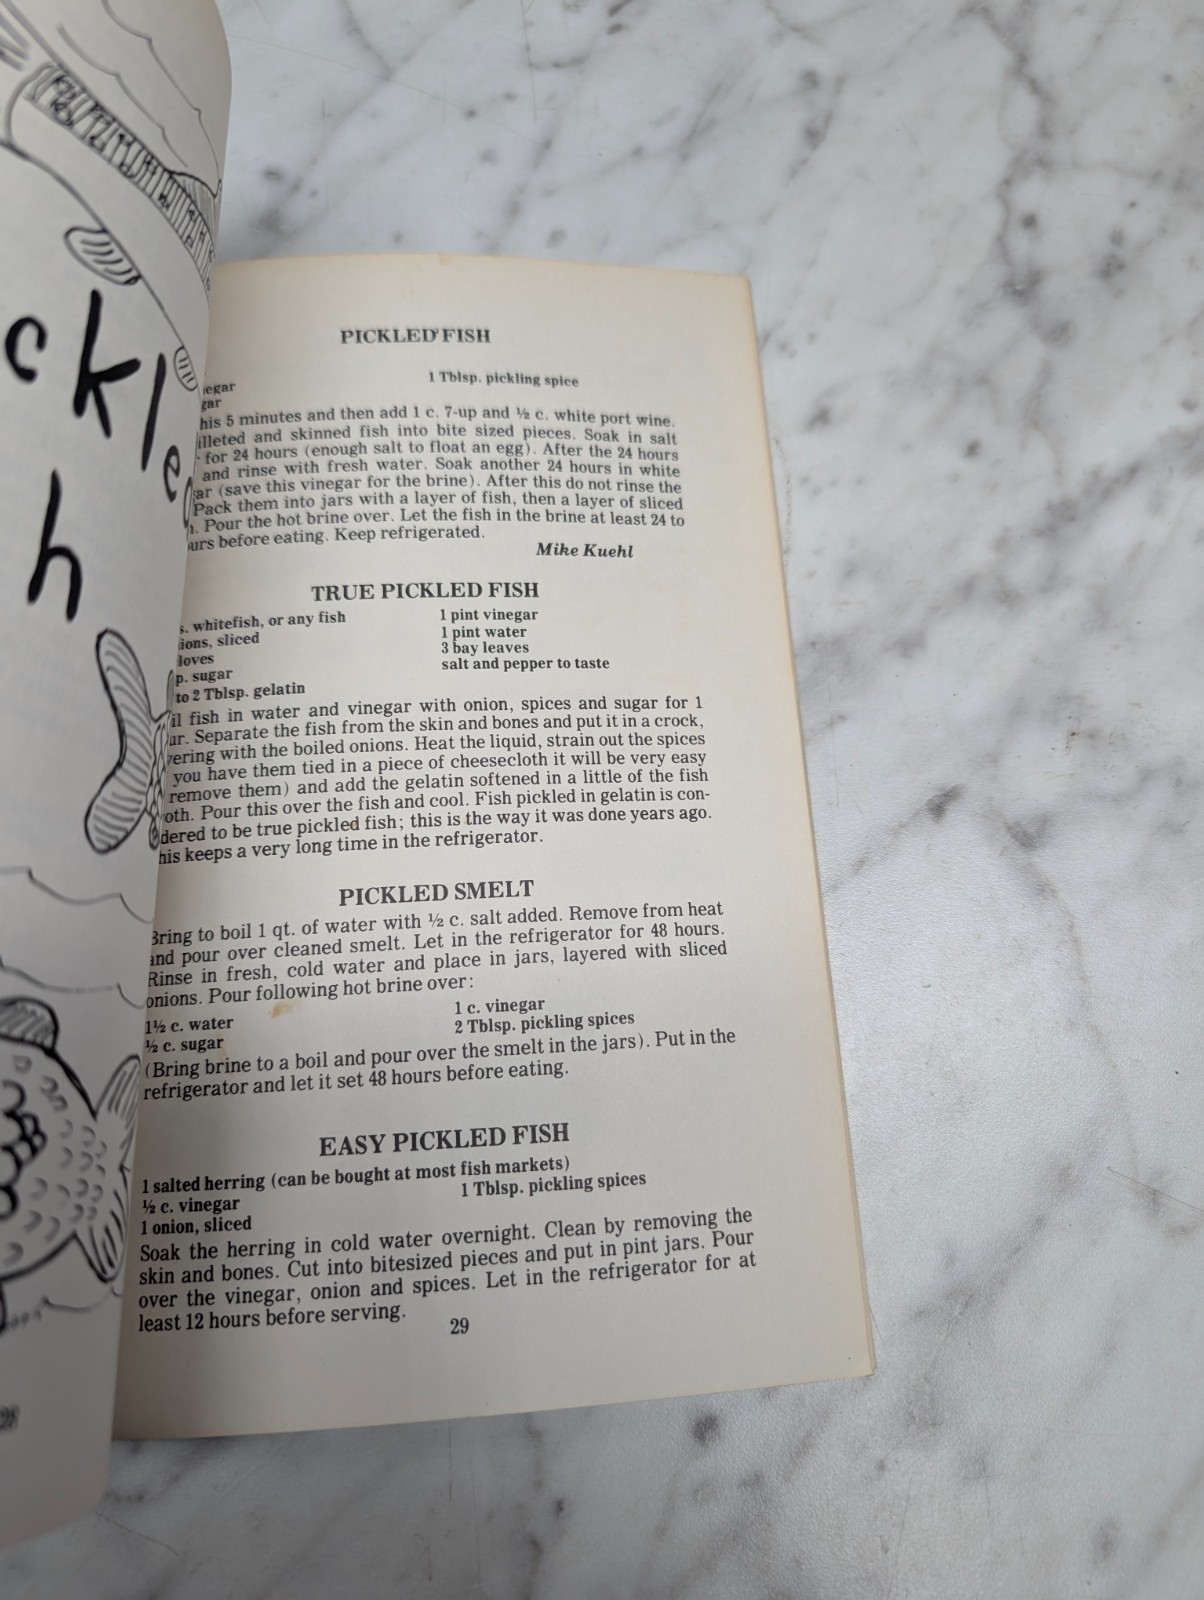 ckled
h
28
PICKLED FISH
1 Tblsp. pickling spice
5 minutes and then add 1 c. 7-up and ½ c. white port wine.
and skinned fish into bite sized pieces. Soak in salt
for 24 hours (enough salt to float an egg). After the 24 hours
and rinse with fresh water. Soak another 24 hours in white
(save this vinegar for the brine). After this do not rinse the
Pack them into jars with a layer of fish, then a layer of sliced
Pour the hot brine over. Let the fish in the brine at least 24 to
before eating. Keep refrigerated.
Mike Kuehl
TRUE PICKLED FISH
whitefish, or any fish
1 pint vinegar
sliced
1 pint water
3 bay leaves
sugar
salt and pepper to taste
to 2 Tblsp. gelatin
fish in water and vinegar with onion, spices and sugar for 1
Separate the fish from the skin and bones and put it in a crock,
with the boiled onions. Heat the liquid, strain out the spices
you have them tied in a piece of cheesecloth it will be very easy
remove them) and add the gelatin softened in a little of the fish
Pour this over the fish and cool. Fish pickled in gelatin is con-
dered to be true pickled fish; this is the way it was done years ago.
his keeps a very long time in the refrigerator.
PICKLED SMELT
Bring to boil 1 qt. of water with ½ c. salt added. Remove from heat
and pour over cleaned smelt. Let in the refrigerator for 48 hours.
Rinse in fresh, cold water and place in jars, layered with sliced
onions. Pour following hot brine over:
1½ c. water
1 c. vinegar
½ c. sugar
2 Tblsp. pickling spices
(Bring brine to a boil and pour over the smelt in the jars). Put in the
refrigerator and let it set 48 hours before eating.
EASY PICKLED FISH
1 salted herring (can be bought at most fish markets)
½ c. vinegar
1 Tblsp. pickling spices
1 onion, sliced
Soak the herring in cold water overnight. Clean by removing the
skin and bones. Cut into bitesized pieces and put in pint jars. Pour
over the vinegar, onion and spices. Let in the refrigerator for at
least 12 hours before serving.
29